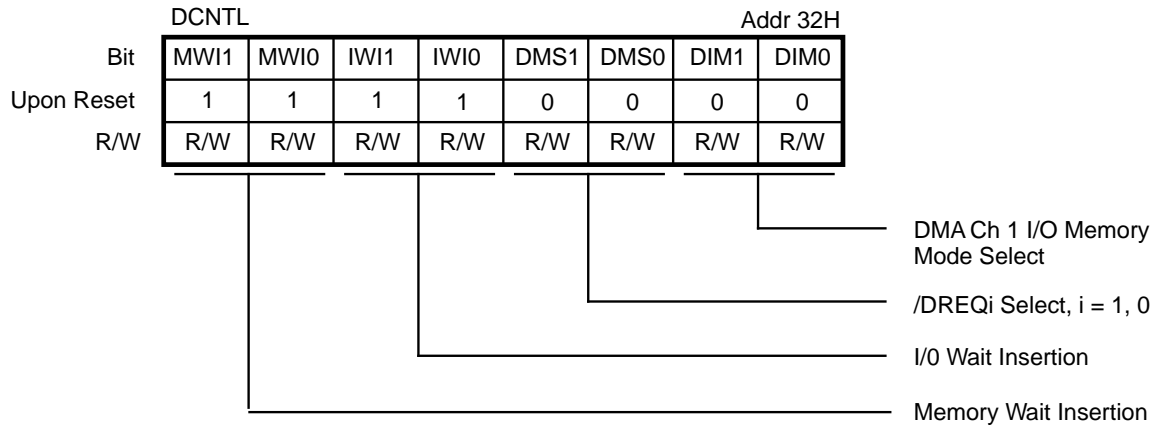 DCNTL Addr 32H
Bit MWI1 MWI0 IWI1 IWI0 DMS1 DMS0 DIM1 DIM0
Upon Reset 1 1 1 1 0 0 0 0
R/W R/W R/W R/W R/W R/W R/W R/W R/W
DMA Ch 1 I/O Memory
Mode Select
/DREQi Select, i = 1, 0
I/0 Wait Insertion
Memory Wait Insertion